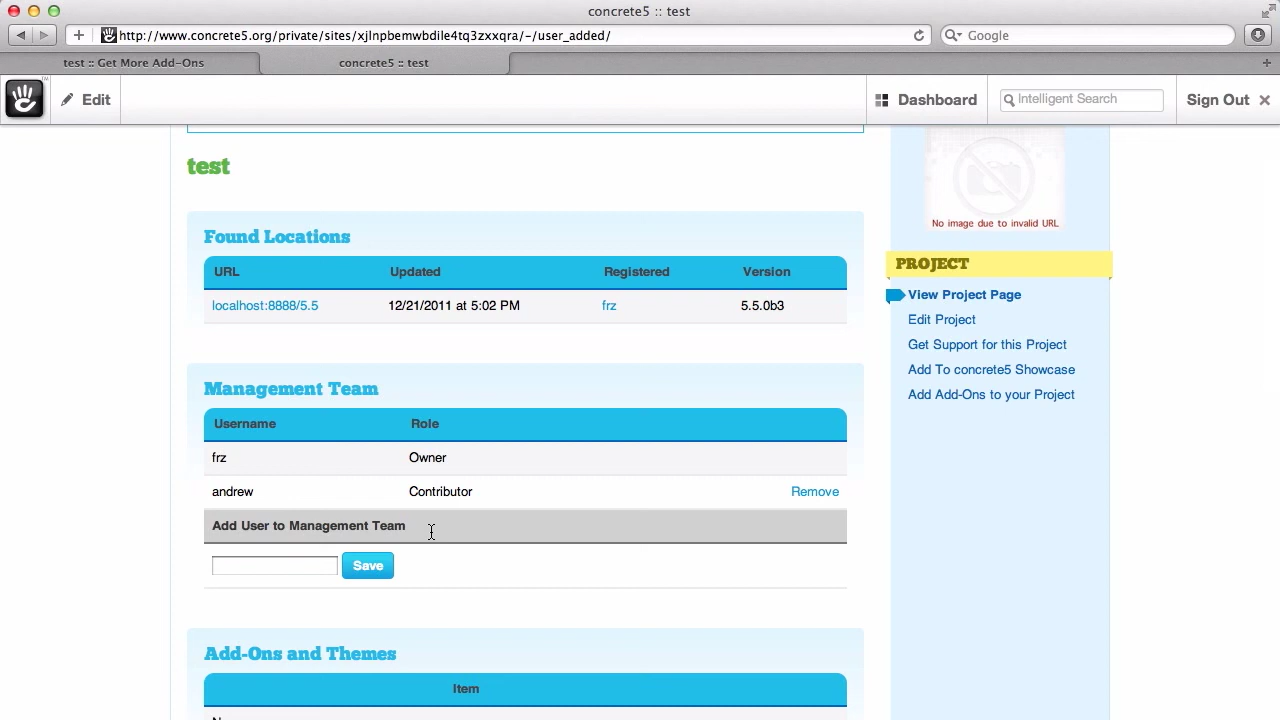 concrete5 :: test
http://www.concrete5.org/private/sites/xjlnpbemwbdile4tq3zxxqra/-/user_added/
Google
test :: Get More Add-Ons
concrete5 :: test
Edit
Dashboard
Intelligent Search
Sign Out
test
Found Locations
URL Updated Registered Version
localhost:8888/5.5 12/21/2011 at 5:02 PM frz 5.5.0b3
Management Team
Username Role
frz Owner
andrew Contributor Remove
Add User to Management Team
Save
Add-Ons and Themes
Item
No image due to invalid URL
PROJECT
View Project Page
Edit Project
Get Support for this Project
Add To concrete5 Showcase
Add Add-Ons to your Project